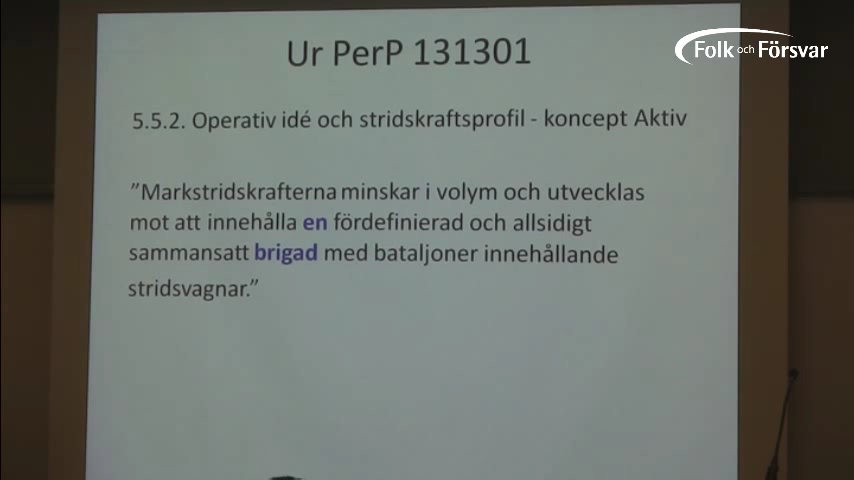 Folk och Försvar
Ur PerP 131301
5.5.2. Operativ idé och stridskraftsprofil - koncept Aktiv
”Markstridskrafterna minskar i volym och utvecklas
mot att innehålla en fördefinierad och allsidigt
sammansatt brigad med bataljoner innehållande
stridsvagnar.”